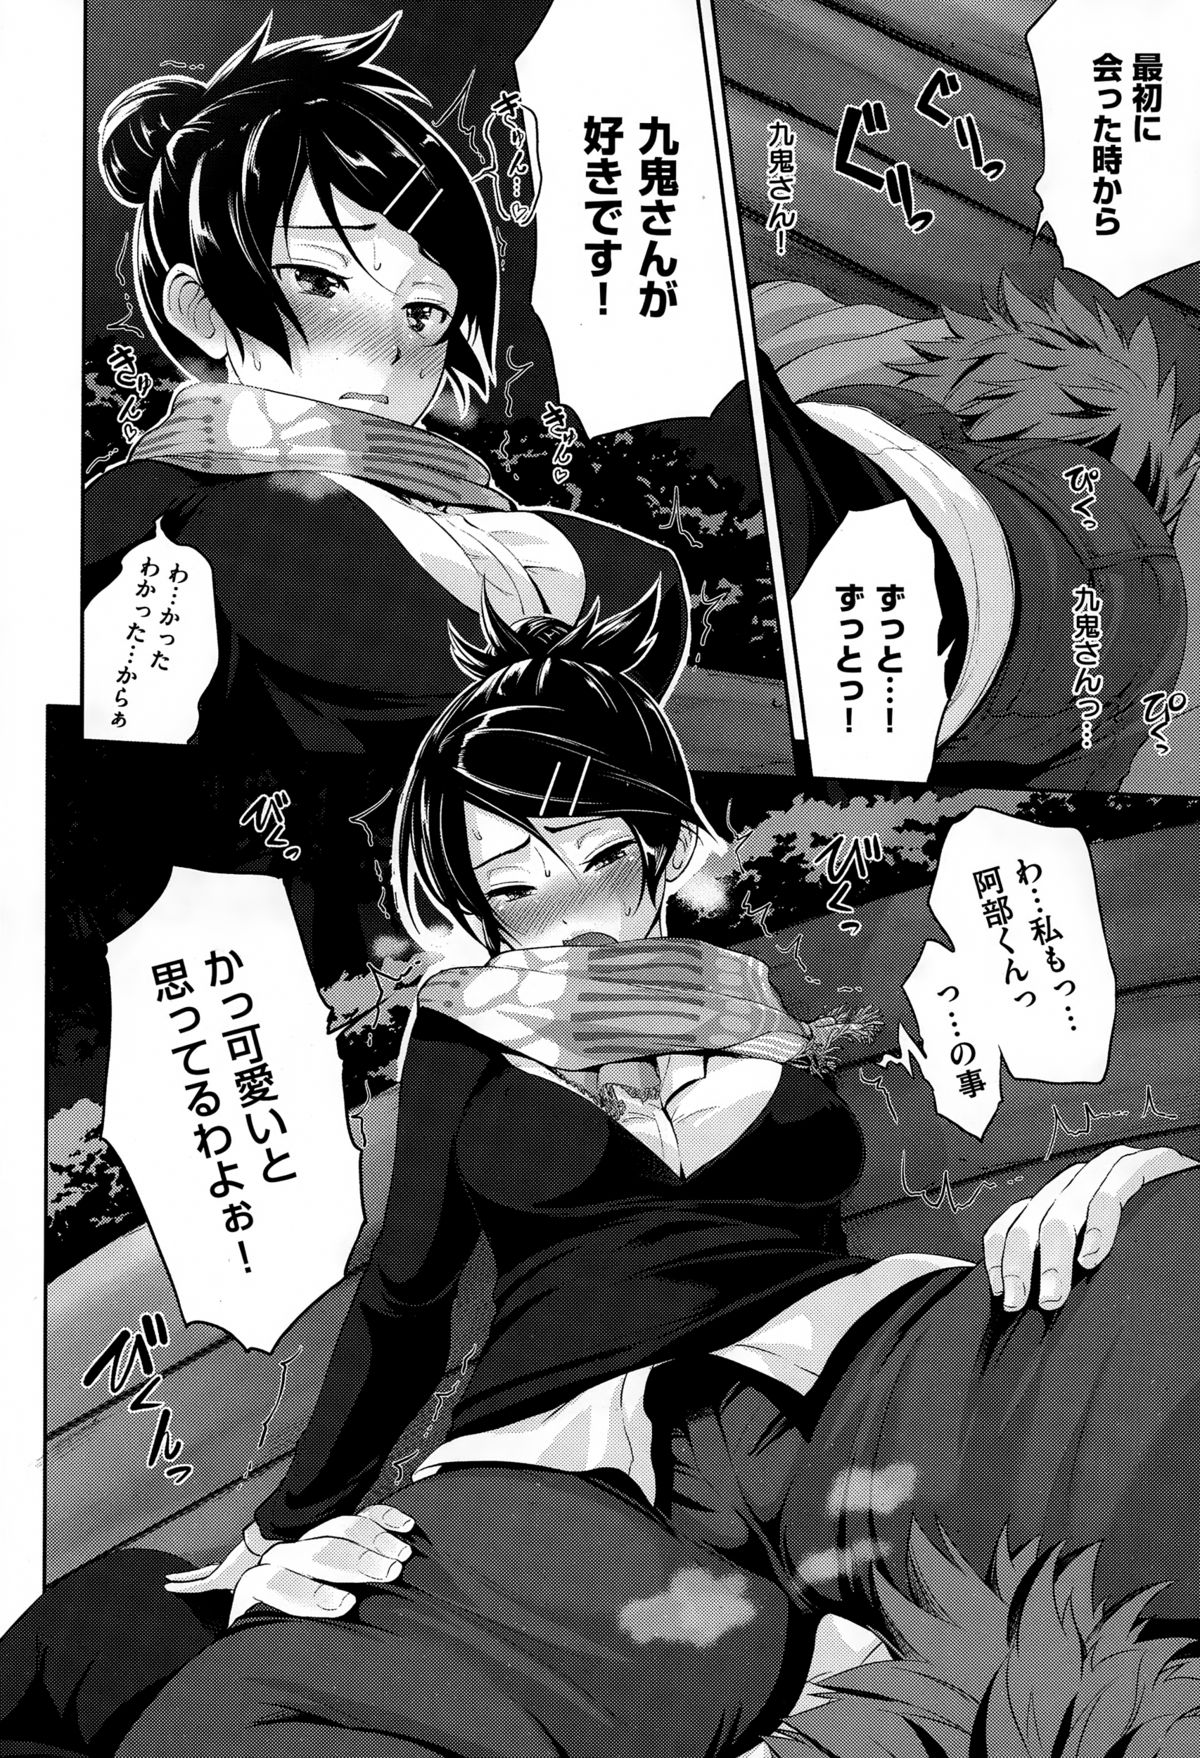 最初に
会った時から
ぐりぐっ
九鬼さん！
ぴくっ
九鬼さんっ…
ぴくっ
ずっと…！
ずっとっ！
九鬼さんが
好きです！
きゅん…♡
きゅん♡
きゅん♡
わ…かった
わかった…からぁ
わ…私もっ…
阿部くんっ
っ…の事
びくっ
びくっ
かっ可愛いと
思ってるわよぉ！
びくんっ